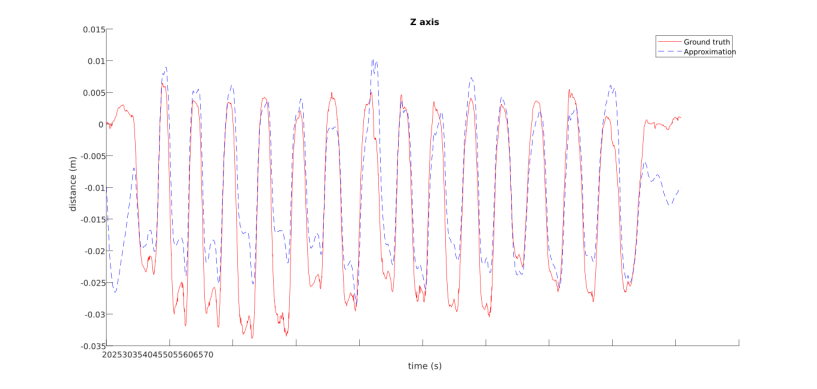 Z axis
Ground truth
Approximation
0.015
0.01
0.005
0
-0.005
-0.01
-0.015
-0.02
-0.025
-0.03
-0.035
distance (m)
2025303540455055606570
time (s)